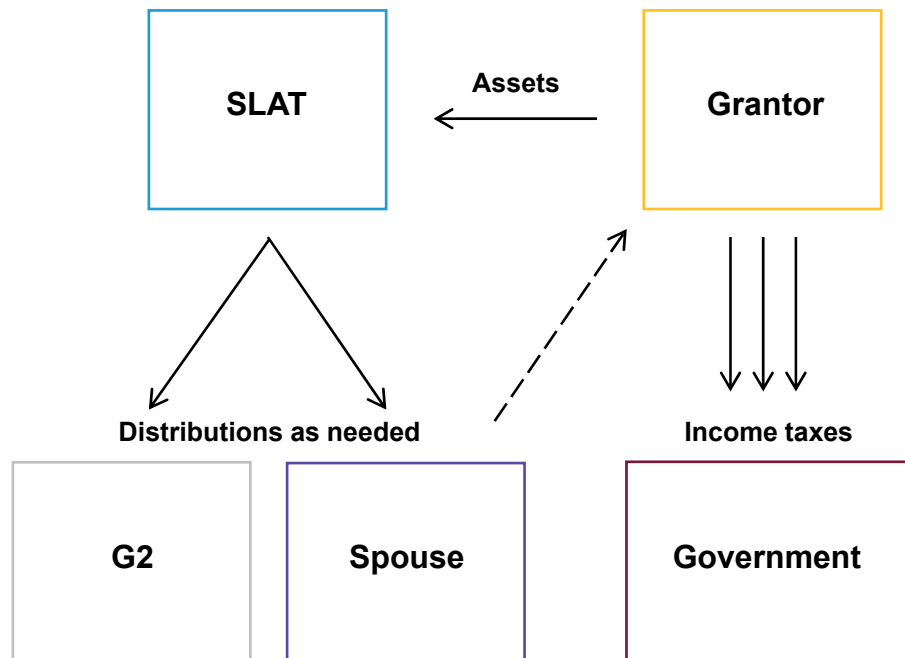 SLAT
Assets
Grantor
Distributions as needed
Income taxes
G2
Spouse
Government